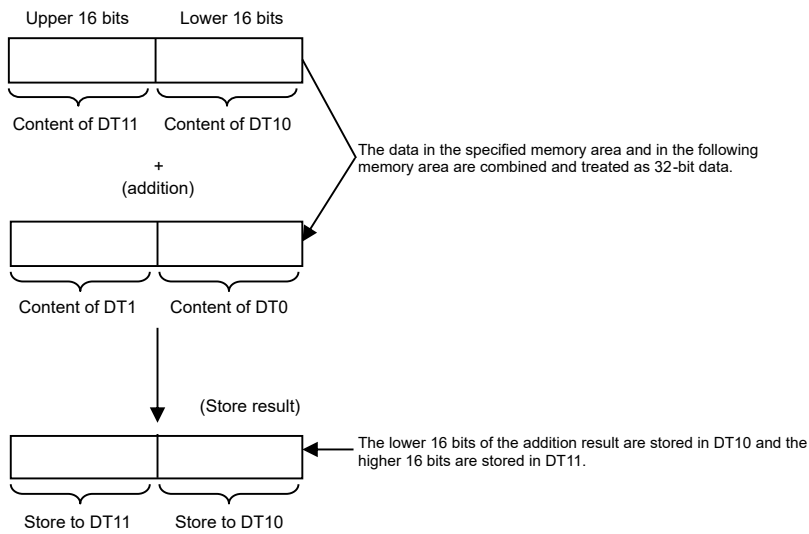 Upper 16 bits Lower 16 bits
Content of DT11 Content of DT10
The data in the specified memory area and in the following
memory area are combined and treated as 32-bit data.
+
(addition)
Content of DT1 Content of DT0
(Store result)
The lower 16 bits of the addition result are stored in DT10 and the
higher 16 bits are stored in DT11.
Store to DT11 Store to DT10